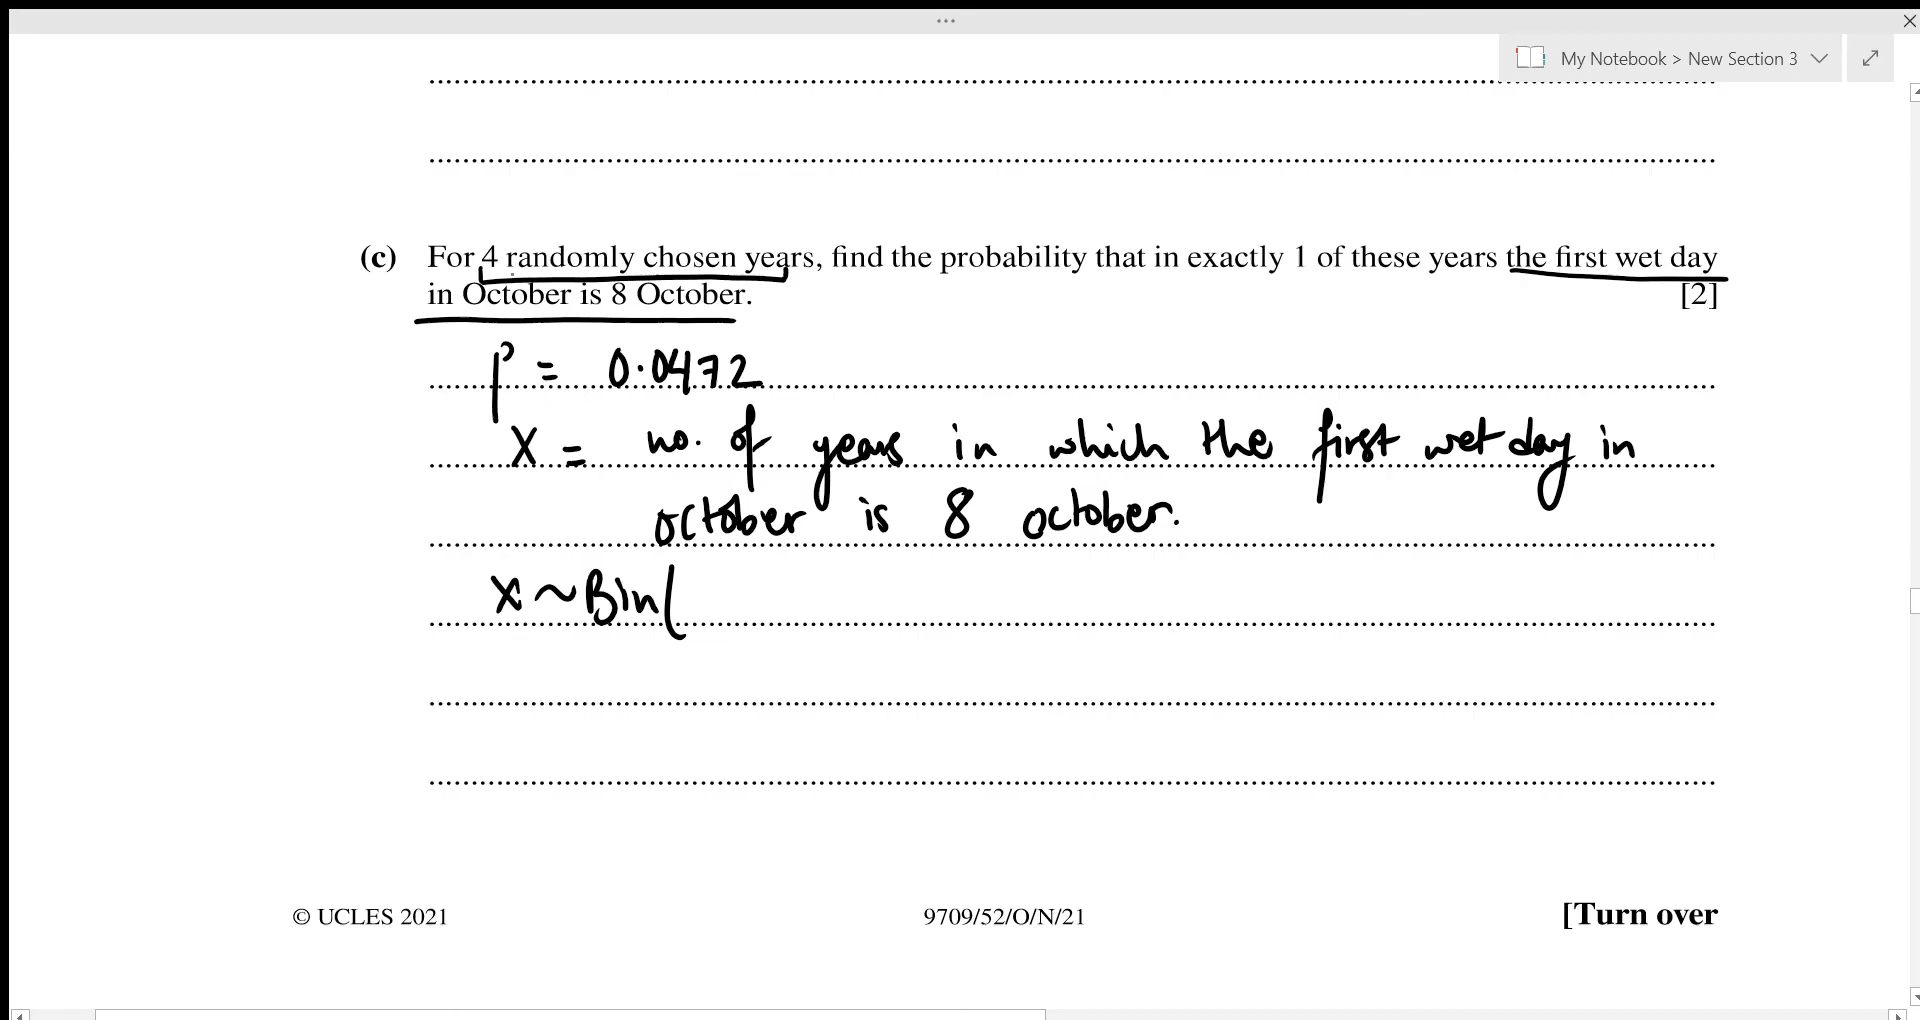 ...
My Notebook > New Section 3
(c) For 4 randomly chosen years, find the probability that in exactly 1 of these years the first wet day
in October is 8 October. [2]
P = 0.0472
X = no. of years in which the first wet day in
october is 8 october.
X ~ Bin(
© UCLES 2021 9709/52/O/N/21 [Turn over